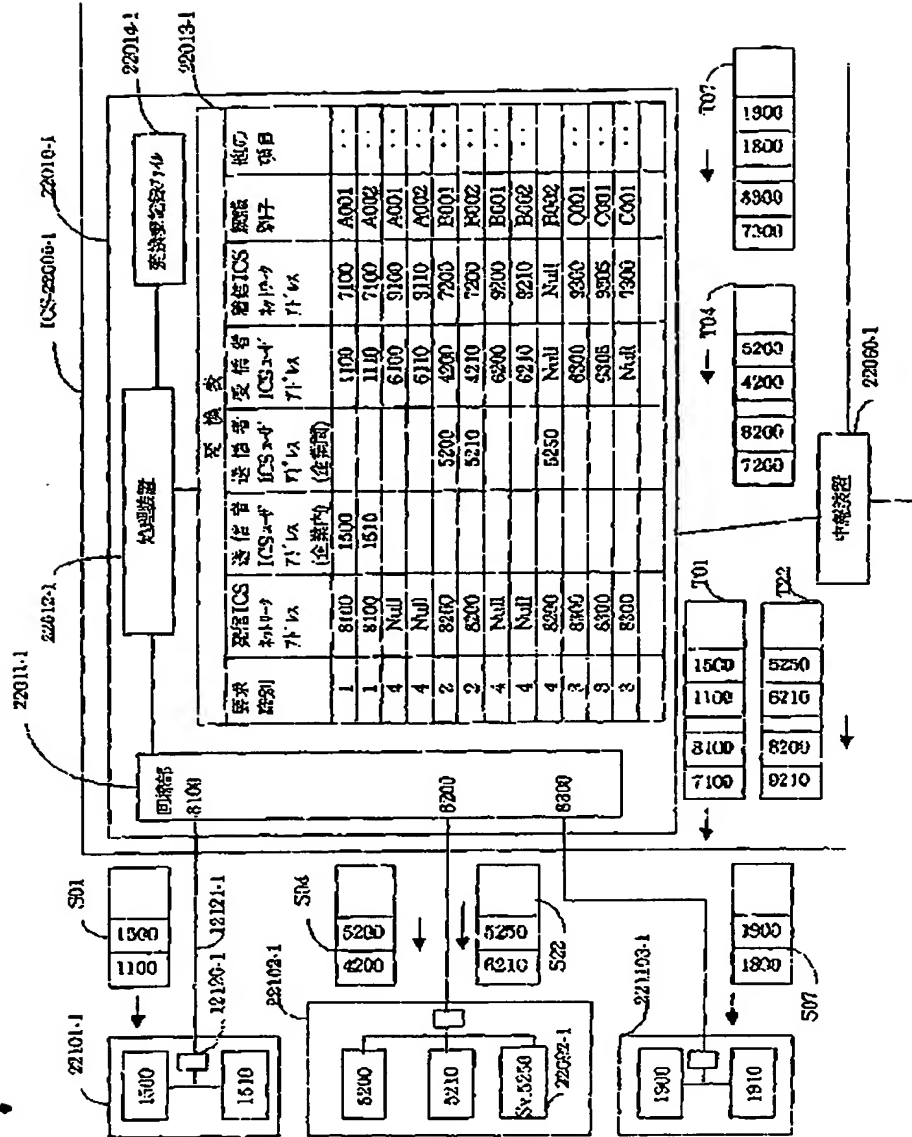 ICS-22000-1
22010-1
22014-1
22013-1
変換表記録ファイル
22012-1
処理装置
22011-1
回線部
8100
8200
8300
変換表
要求 識別 | 発信ICS ネットワーク アドレス | 送信者 ICSユーザ アドレス (企業内) | 送信者 ICSユーザ アドレス (企業間) | 受信者 ICSユーザ アドレス | 着信ICS ネットワーク アドレス | 識別子 | 他の 項目
1 8100 1500 1100 7100 A001 ‥
1 8100 1510 1110 7100 A002 ‥
4 Null 6100 9100 A001 ‥
4 Null 6110 9110 A002 ‥
2 8200 5200 4200 7200 B001 ‥
2 8200 5210 4210 7200 B002 ‥
4 Null 6200 9200 B001 ‥
4 Null 6210 9210 B002 ‥
4 8200 5250 Null Null B002 ‥
3 8300 6300 9300 C001 ‥
3 8300 C001 ‥
3 8300 Null 7300 C001 ‥
S01
1100 1500
12121-1
12120-1
22101-1
1500
1510
S04
4200 5200
S22
6210 5250
22102-1
5200
5210
Sv.5250
S07
1800 1900
1900
1910
T01
7100 8100 1100 1500
T22
9210 8200 6210 5250
T04
7200 8200 4200 5200
T07
7300 8300 1800 1900
中継装置
22060-1